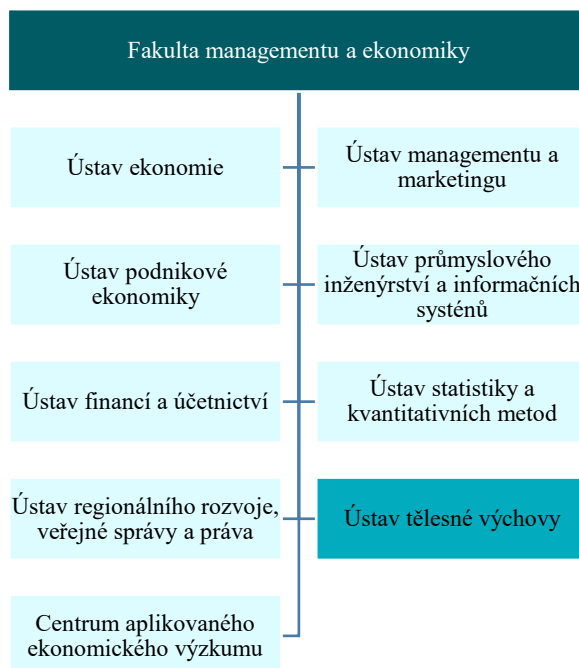 Fakulta managementu a ekonomiky
Ústav ekonomie
Ústav managementu a
marketingu
Ústav podnikové
ekonomiky
Ústav průmyslového
inženýrství a informačních
systénů
Ústav financí a účetnictví
Ústav statistiky a
kvantitativních metod
Ústav regionálního rozvoje,
veřejné správy a práva
Ústav tělesné výchovy
Centrum aplikovaného
ekonomického výzkumu